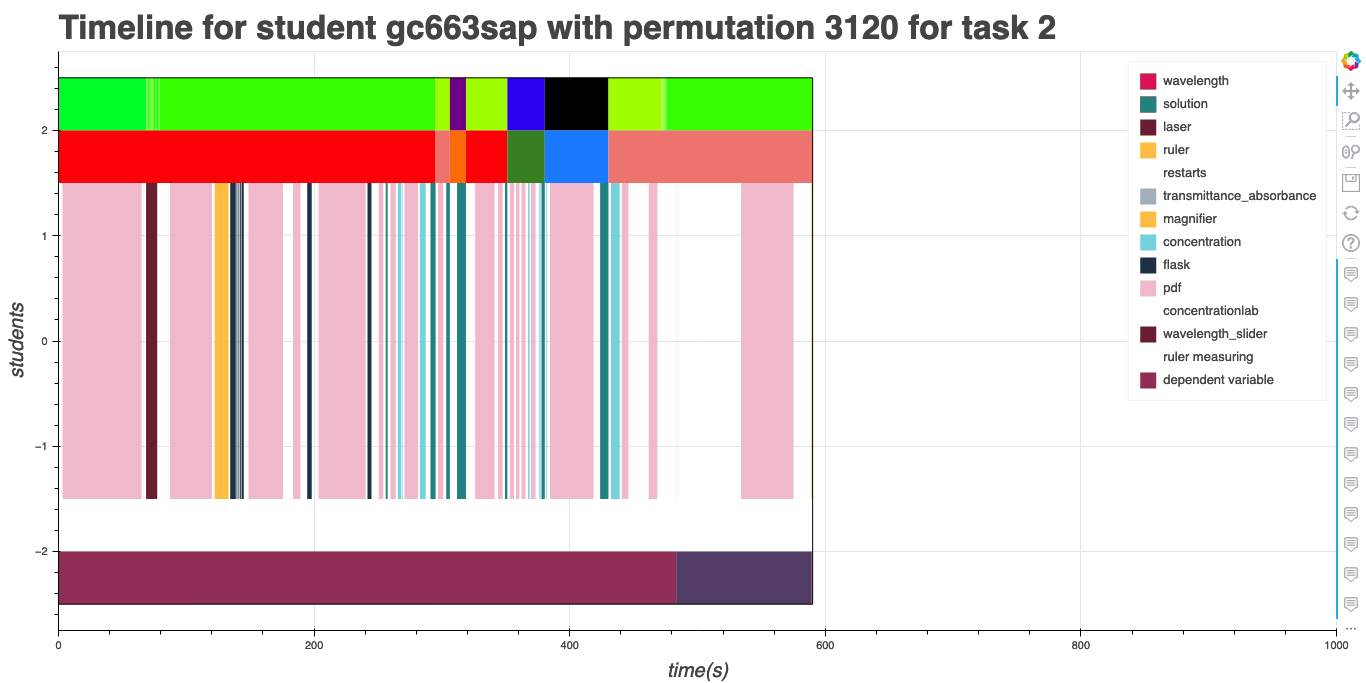 Timeline for student gc663sap with permutation 3120 for task 2
wavelength
solution
laser
ruler
restarts
transmittance_absorbance
magnifier
concentration
flask
pdf
concentrationlab
wavelength_slider
ruler measuring
dependent variable
2
1
0
−1
−2
students
0
200
400
600
800
1000
time(s)